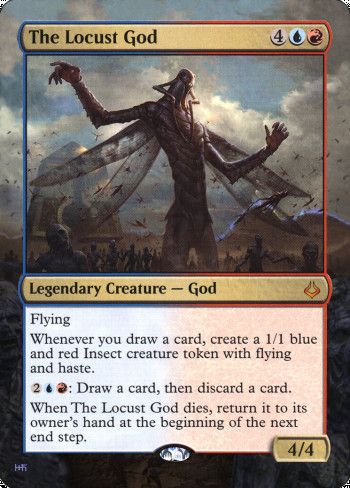 The Locust God 4
Legendary Creature — God
Flying
Whenever you draw a card, create a 1/1 blue
and red Insect creature token with flying
and haste.
2: Draw a card, then discard a card.
When The Locust God dies, return it to its
owner's hand at the beginning of the next
end step.
4/4